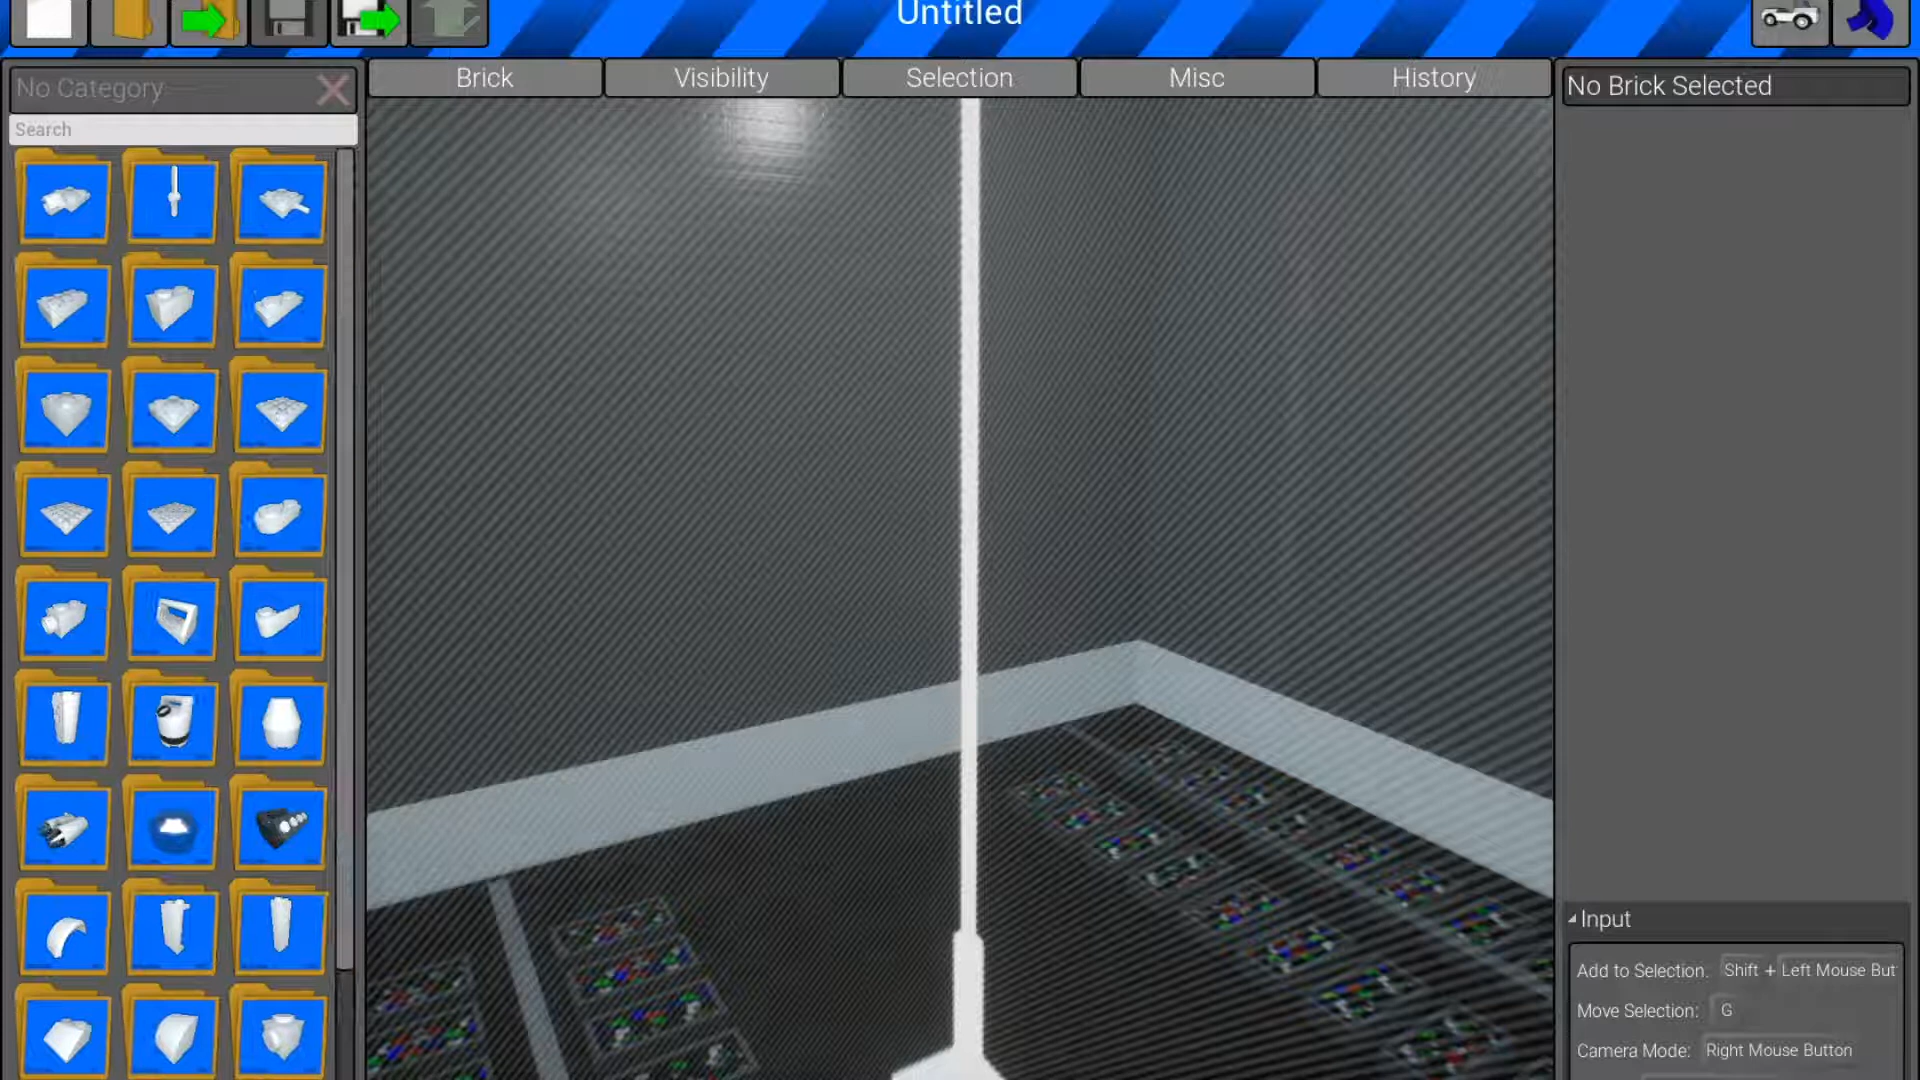 Untitled
No Category
Search
Brick
Visibility
Selection
Misc
History
No Brick Selected
Input
Add to Selection. Shift + Left Mouse But
Move Selection: G
Camera Mode: Right Mouse Button